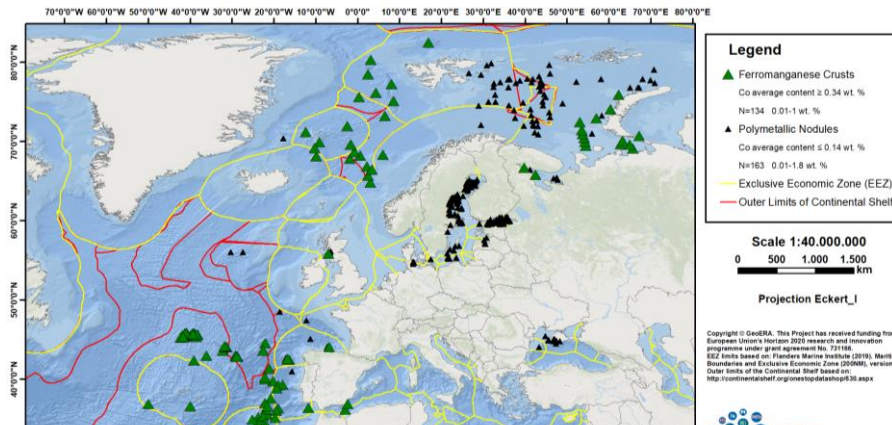 70°0'0"W 60°0'0"W 50°0'0"W 40°0'0"W 30°0'0"W 20°0'0"W 10°0'0"W 0°0'0" 10°0'0"E 20°0'0"E 30°0'0"E 40°0'0"E 50°0'0"E 60°0'0"E 70°0'0"E 80°0'0"E
80°0'0"N
70°0'0"N
60°0'0"N
50°0'0"N
40°0'0"N
Legend
Ferromanganese Crusts
Co average content ≥ 0.34 wt. %
N=134 0.01-1 wt. %
Polymetallic Nodules
Co average content ≤ 0.14 wt. %
N=163 0.01-1.8 wt. %
Exclusive Economic Zone (EEZ)
Outer Limits of Continental Shelf
Scale 1:40.000.000
0 500 1.000 1.500
km
Projection Eckert_I
Copyright © GeoERA. This Project has received funding from
European Union's Horizon 2020 research and innovation
programme under grant agreement No. 731166.
EEZ limits based on: Flanders Marine Institute (2019). Marit
Boundaries and Exclusive Economic Zone (200NM), version
Outer limits of the Continental Shelf based on:
http://continentalshelf.org/onestopdatashop/630.aspx